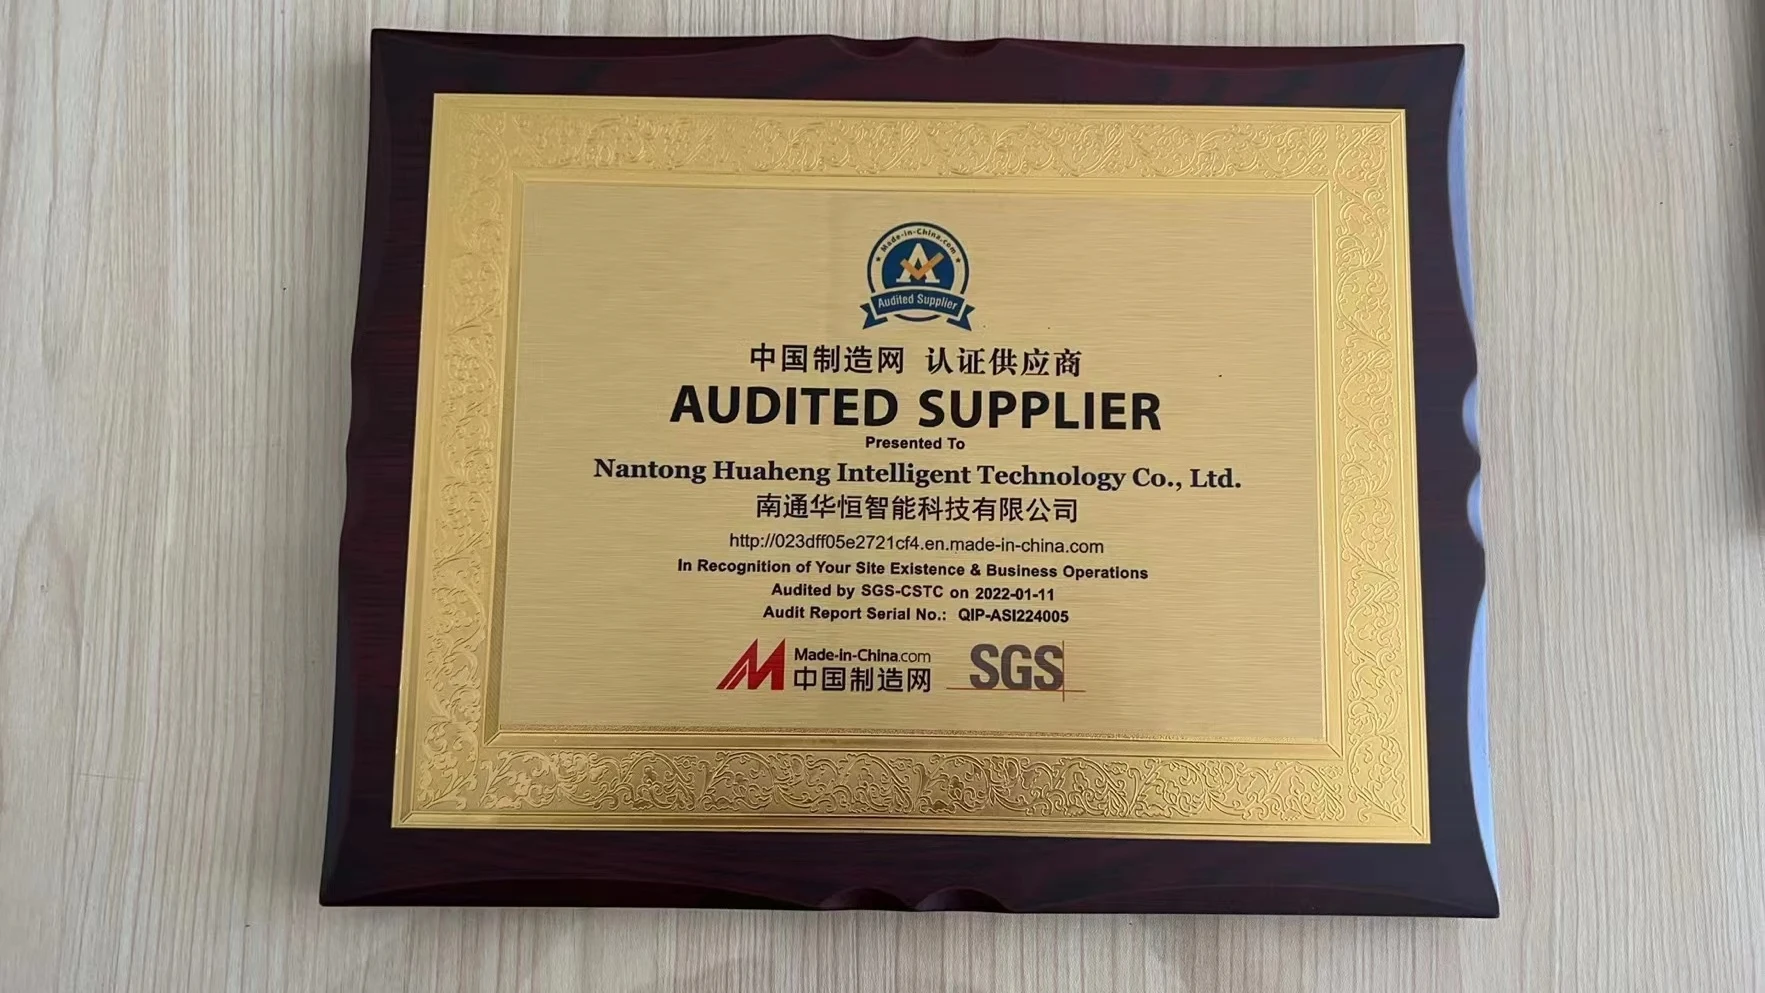 Made-in-China.com
A
Audited Supplier
中国制造网 认证供应商
AUDITED SUPPLIER
Presented To
Nantong Huaheng Intelligent Technology Co., Ltd.
南通华恒智能科技有限公司
http://023dff05e2721cf4.en.made-in-china.com
In Recognition of Your Site Existence & Business Operations
Audited by SGS-CSTC on 2022-01-11
Audit Report Serial No.: QIP-ASI224005
Made-in-China.com
中国制造网
SGS